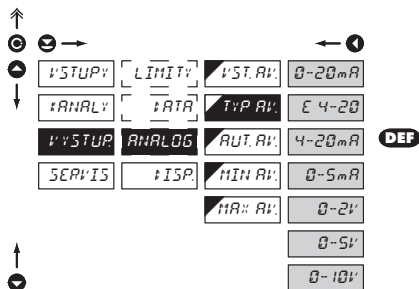 VSTUPY LIMITY VST. AV. 0-20mA
KANALY DATA TYP AV. E 4-20
VYSTUP. ANALOG AUT. AV. 4-20mA DEF
SERVIS DISP. MIN AV. 0-5mA
MAX AV. 0-2V
0-5V
0-10V